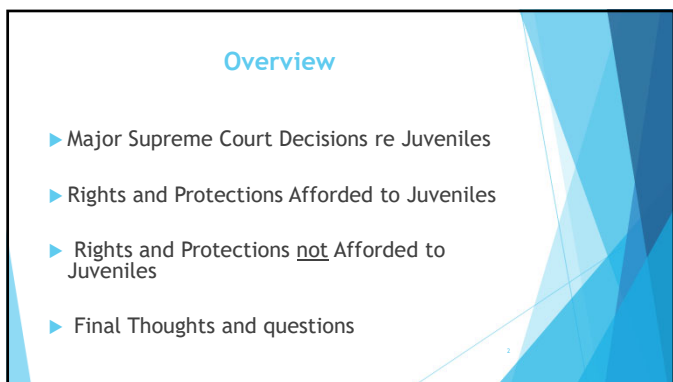 Overview
Major Supreme Court Decisions re Juveniles
Rights and Protections Afforded to Juveniles
Rights and Protections not Afforded to
Juveniles
Final Thoughts and questions